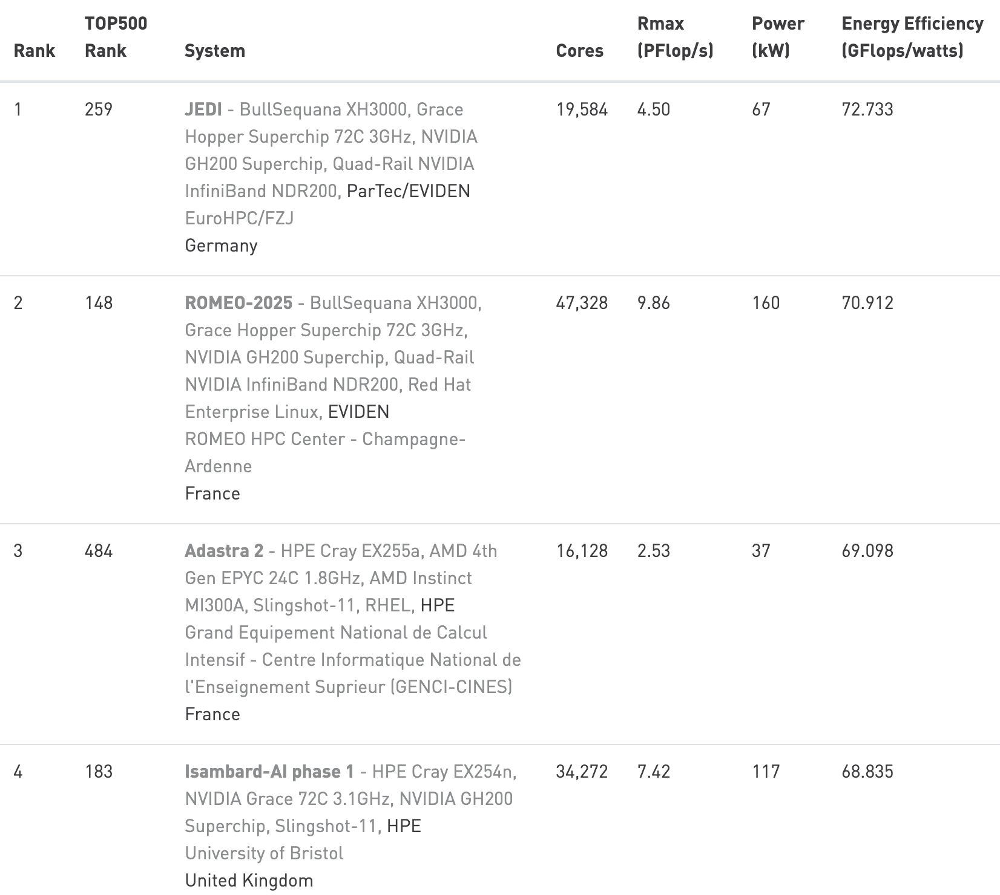 TOP500 Rmax Power Energy Efficiency
Rank Rank System Cores (PFlop/s) (kW) (GFlops/watts)
1 259 JEDI - BullSequana XH3000, Grace 19,584 4.50 67 72.733
Hopper Superchip 72C 3GHz, NVIDIA
GH200 Superchip, Quad-Rail NVIDIA
InfiniBand NDR200, ParTec/EVIDEN
EuroHPC/FZJ
Germany
2 148 ROMEO-2025 - BullSequana XH3000, 47,328 9.86 160 70.912
Grace Hopper Superchip 72C 3GHz,
NVIDIA GH200 Superchip, Quad-Rail
NVIDIA InfiniBand NDR200, Red Hat
Enterprise Linux, EVIDEN
ROMEO HPC Center - Champagne-
Ardenne
France
3 484 Adastra 2 - HPE Cray EX255a, AMD 4th 16,128 2.53 37 69.098
Gen EPYC 24C 1.8GHz, AMD Instinct
MI300A, Slingshot-11, RHEL, HPE
Grand Equipement National de Calcul
Intensif - Centre Informatique National de
l'Enseignement Suprieur (GENCI-CINES)
France
4 183 Isambard-AI phase 1 - HPE Cray EX254n, 34,272 7.42 117 68.835
NVIDIA Grace 72C 3.1GHz, NVIDIA GH200
Superchip, Slingshot-11, HPE
University of Bristol
United Kingdom